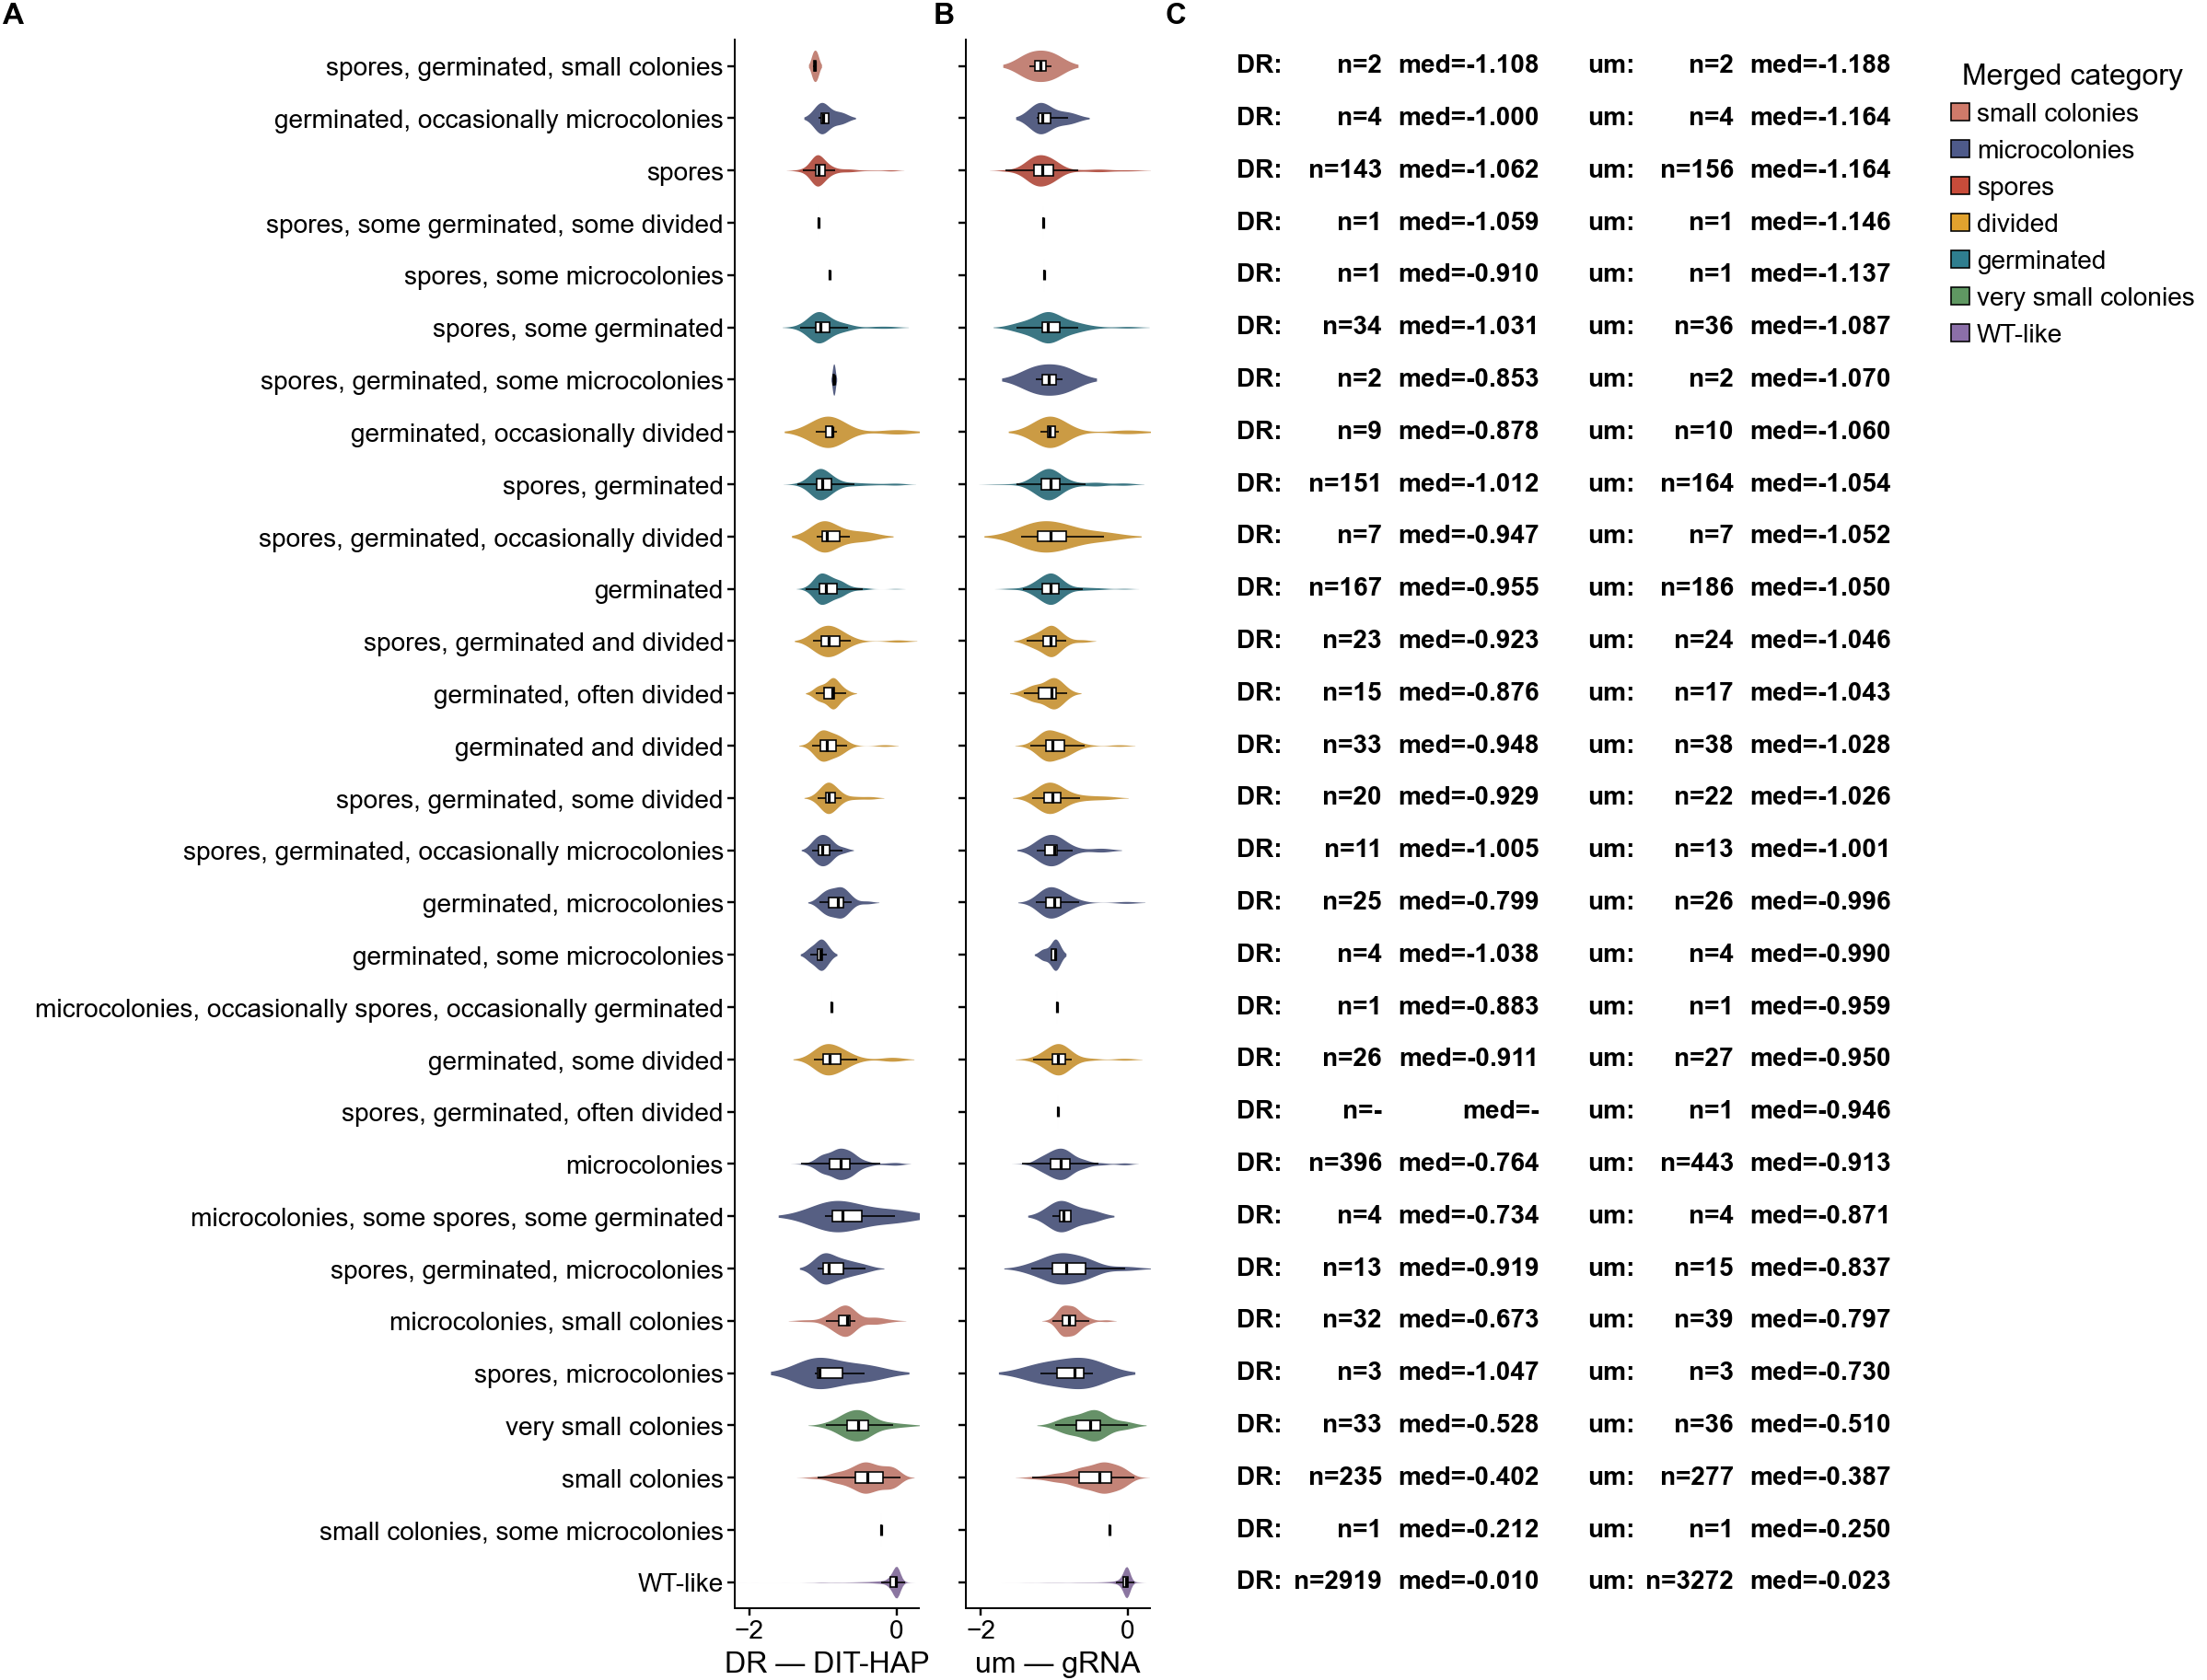 A B C
spores, germinated, small colonies DR: n=2 med=-1.108 um: n=2 med=-1.188
germinated, occasionally microcolonies DR: n=4 med=-1.000 um: n=4 med=-1.164
spores DR: n=143 med=-1.062 um: n=156 med=-1.164
spores, some germinated, some divided DR: n=1 med=-1.059 um: n=1 med=-1.146
spores, some microcolonies DR: n=1 med=-0.910 um: n=1 med=-1.137
spores, some germinated DR: n=34 med=-1.031 um: n=36 med=-1.087
spores, germinated, some microcolonies DR: n=2 med=-0.853 um: n=2 med=-1.070
germinated, occasionally divided DR: n=9 med=-0.878 um: n=10 med=-1.060
spores, germinated DR: n=151 med=-1.012 um: n=164 med=-1.054
spores, germinated, occasionally divided DR: n=7 med=-0.947 um: n=7 med=-1.052
germinated DR: n=167 med=-0.955 um: n=186 med=-1.050
spores, germinated and divided DR: n=23 med=-0.923 um: n=24 med=-1.046
germinated, often divided DR: n=15 med=-0.876 um: n=17 med=-1.043
germinated and divided DR: n=33 med=-0.948 um: n=38 med=-1.028
spores, germinated, some divided DR: n=20 med=-0.929 um: n=22 med=-1.026
spores, germinated, occasionally microcolonies DR: n=11 med=-1.005 um: n=13 med=-1.001
germinated, microcolonies DR: n=25 med=-0.799 um: n=26 med=-0.996
germinated, some microcolonies DR: n=4 med=-1.038 um: n=4 med=-0.990
microcolonies, occasionally spores, occasionally germinated DR: n=1 med=-0.883 um: n=1 med=-0.959
germinated, some divided DR: n=26 med=-0.911 um: n=27 med=-0.950
spores, germinated, often divided DR: n=- med=- um: n=1 med=-0.946
microcolonies DR: n=396 med=-0.764 um: n=443 med=-0.913
microcolonies, some spores, some germinated DR: n=4 med=-0.734 um: n=4 med=-0.871
spores, germinated, microcolonies DR: n=13 med=-0.919 um: n=15 med=-0.837
microcolonies, small colonies DR: n=32 med=-0.673 um: n=39 med=-0.797
spores, microcolonies DR: n=3 med=-1.047 um: n=3 med=-0.730
very small colonies DR: n=33 med=-0.528 um: n=36 med=-0.510
small colonies DR: n=235 med=-0.402 um: n=277 med=-0.387
small colonies, some microcolonies DR: n=1 med=-0.212 um: n=1 med=-0.250
WT-like DR: n=2919 med=-0.010 um: n=3272 med=-0.023
−2 0 −2 0
DR — DIT-HAP um — gRNA
Merged category
small colonies
microcolonies
spores
divided
germinated
very small colonies
WT-like